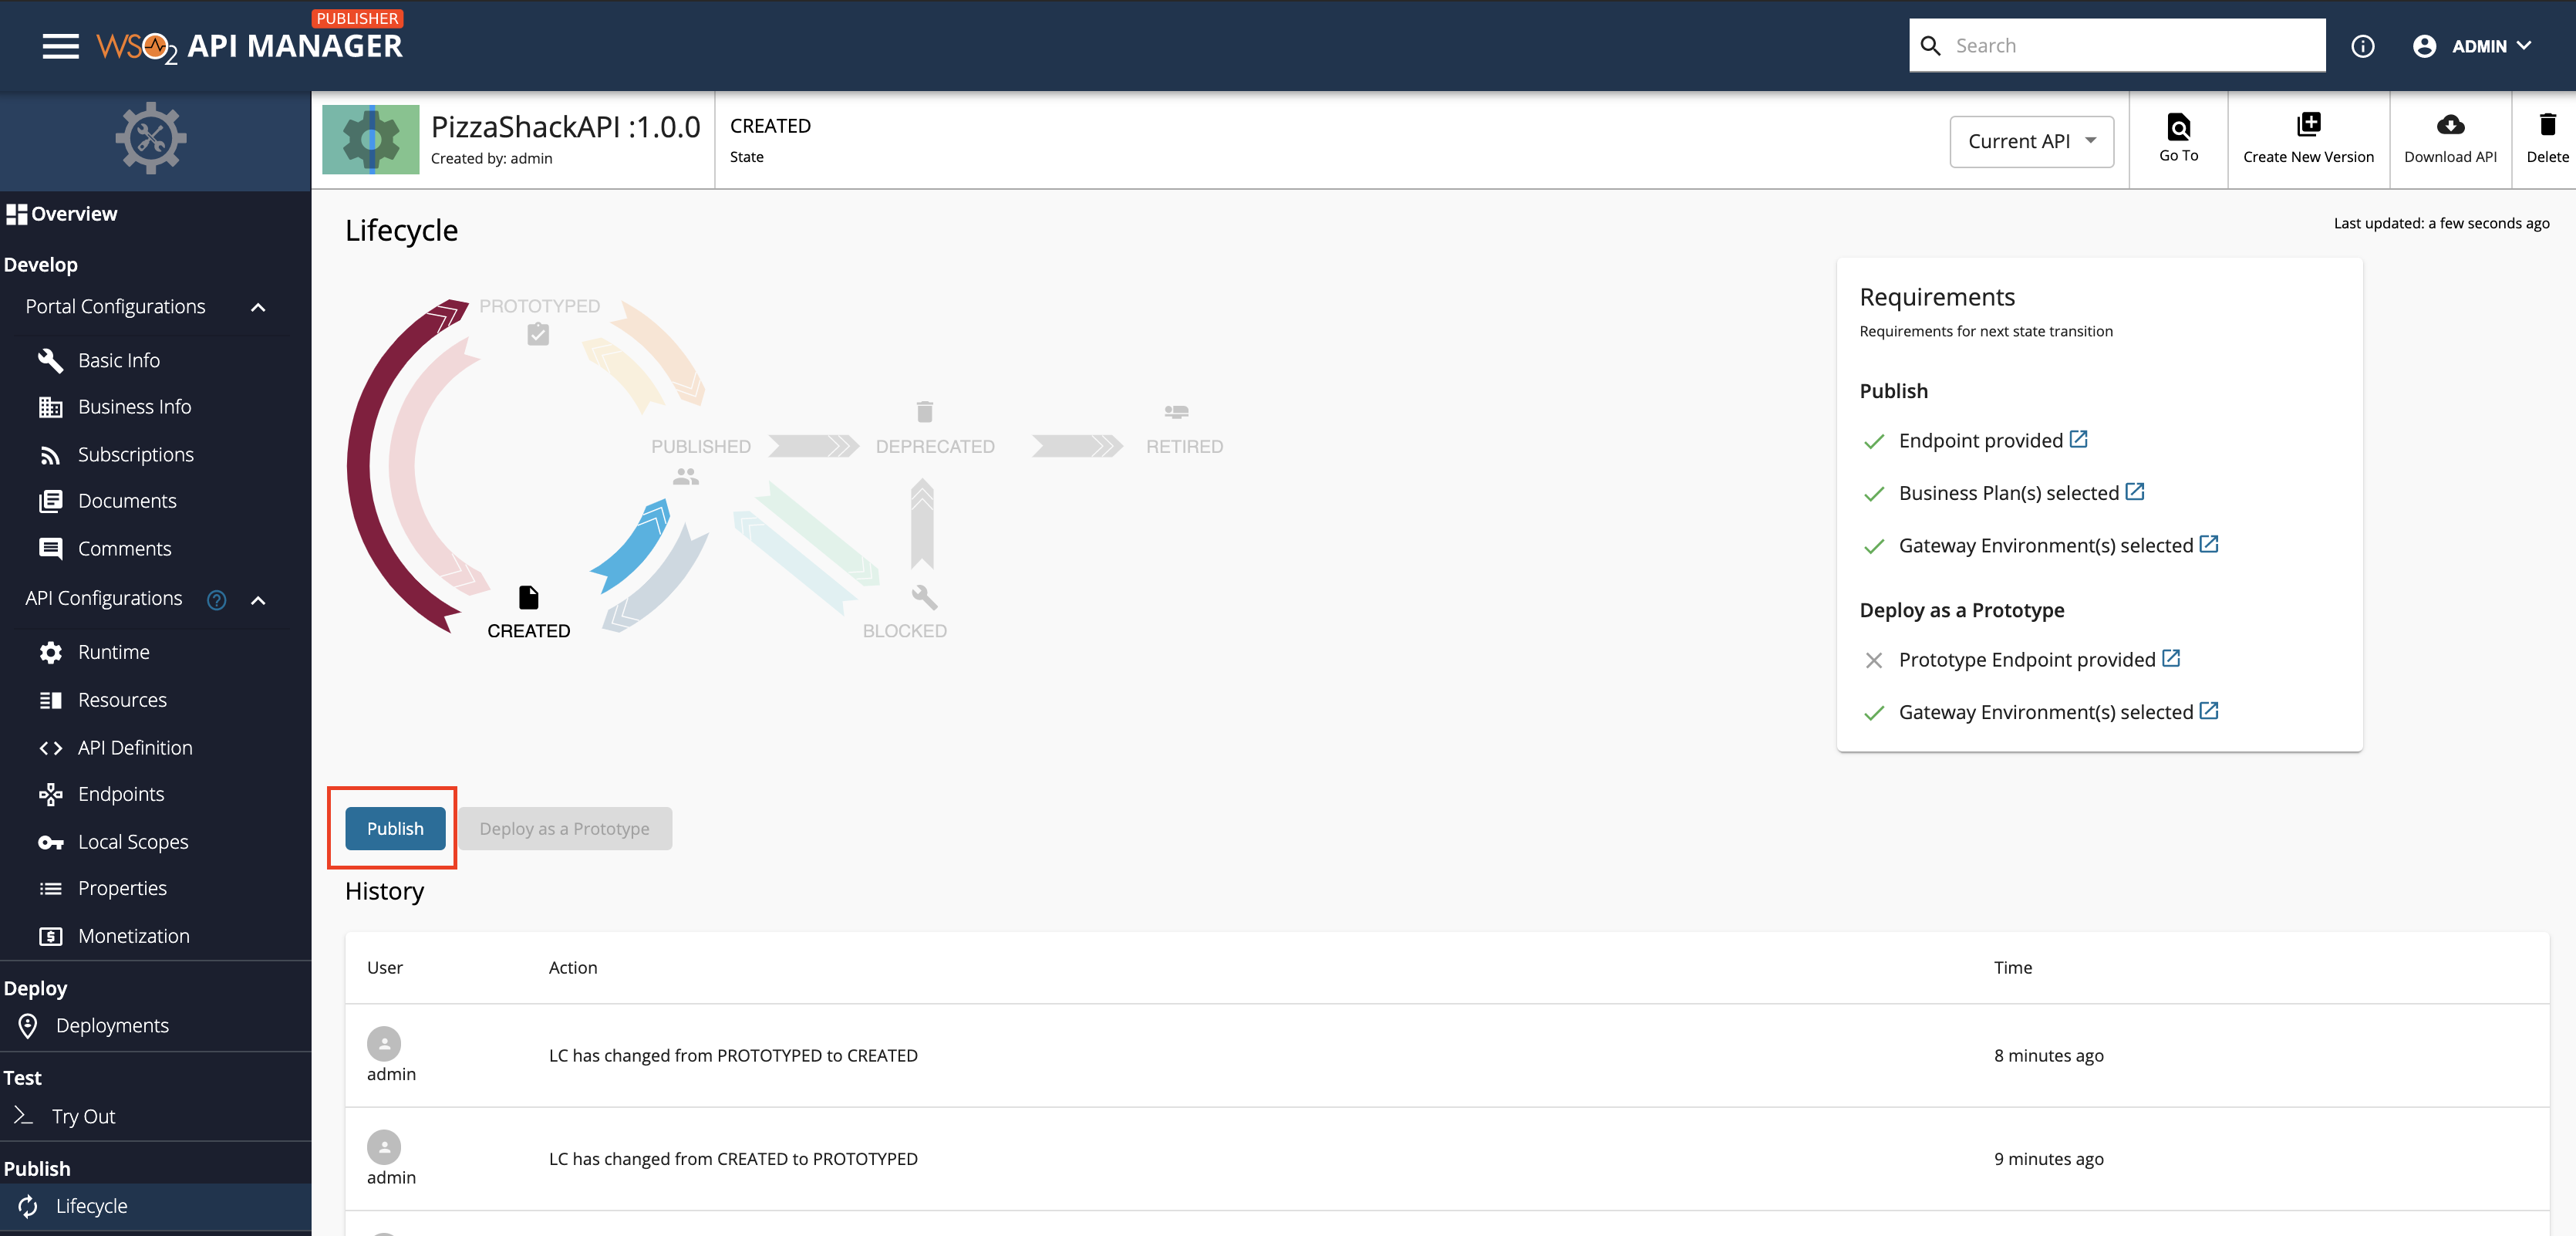 PUBLISHER
WSO2 API MANAGER
Search
ADMIN
PizzaShackAPI :1.0.0
Created by: admin
CREATED
State
Current API
Go To
Create New Version
Download API
Delete
Overview
Develop
Portal Configurations
Basic Info
Business Info
Subscriptions
Documents
Comments
API Configurations
Runtime
Resources
API Definition
Endpoints
Local Scopes
Properties
Monetization
Deploy
Deployments
Test
Try Out
Publish
Lifecycle
Lifecycle
Last updated: a few seconds ago
PROTOTYPED
PUBLISHED
DEPRECATED
RETIRED
CREATED
BLOCKED
Requirements
Requirements for next state transition
Publish
Endpoint provided
Business Plan(s) selected
Gateway Environment(s) selected
Deploy as a Prototype
Prototype Endpoint provided
Gateway Environment(s) selected
Publish
Deploy as a Prototype
History
User Action Time
admin LC has changed from PROTOTYPED to CREATED 8 minutes ago
admin LC has changed from CREATED to PROTOTYPED 9 minutes ago